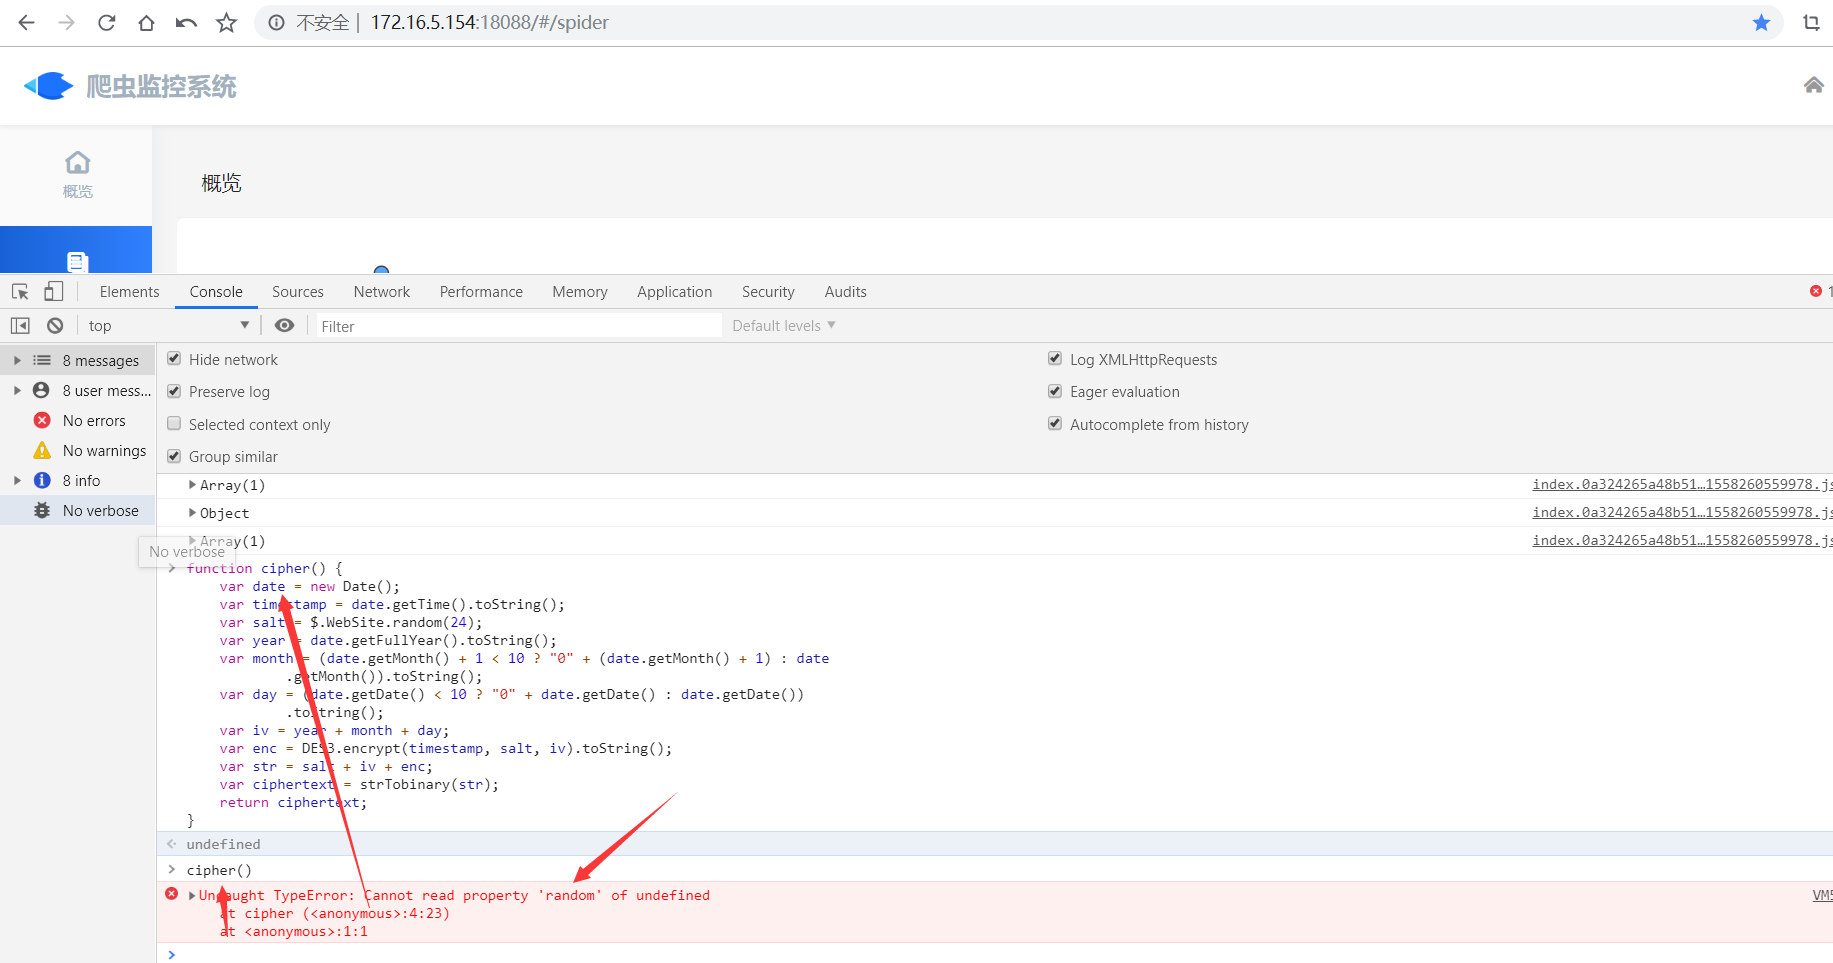 不安全 | 172.16.5.154:18088/#/spider
爬虫监控系统
概览
概览
Elements Console Sources Network Performance Memory Application Security Audits 1
top Filter Default levels
8 messages
8 user mess...
No errors
No warnings
8 info
No verbose
No verbose
Hide network Log XMLHttpRequests
Preserve log Eager evaluation
Selected context only Autocomplete from history
Group similar
Array(1) index.0a324265a48b51…1558260559978.js
Object index.0a324265a48b51…1558260559978.js
Array(1) index.0a324265a48b51…1558260559978.js
function cipher() {
var date = new Date();
var timestamp = date.getTime().toString();
var salt = $.WebSite.random(24);
var year = date.getFullYear().toString();
var month = (date.getMonth() + 1 < 10 ? "0" + (date.getMonth() + 1) : date
.getMonth()).toString();
var day = (date.getDate() < 10 ? "0" + date.getDate() : date.getDate())
.toString();
var iv = year + month + day;
var enc = DES3.encrypt(timestamp, salt, iv).toString();
var str = salt + iv + enc;
var ciphertext = strTobinary(str);
return ciphertext;
}
undefined
cipher()
Uncaught TypeError: Cannot read property 'random' of undefined
at cipher (<anonymous>:4:23)
at <anonymous>:1:1